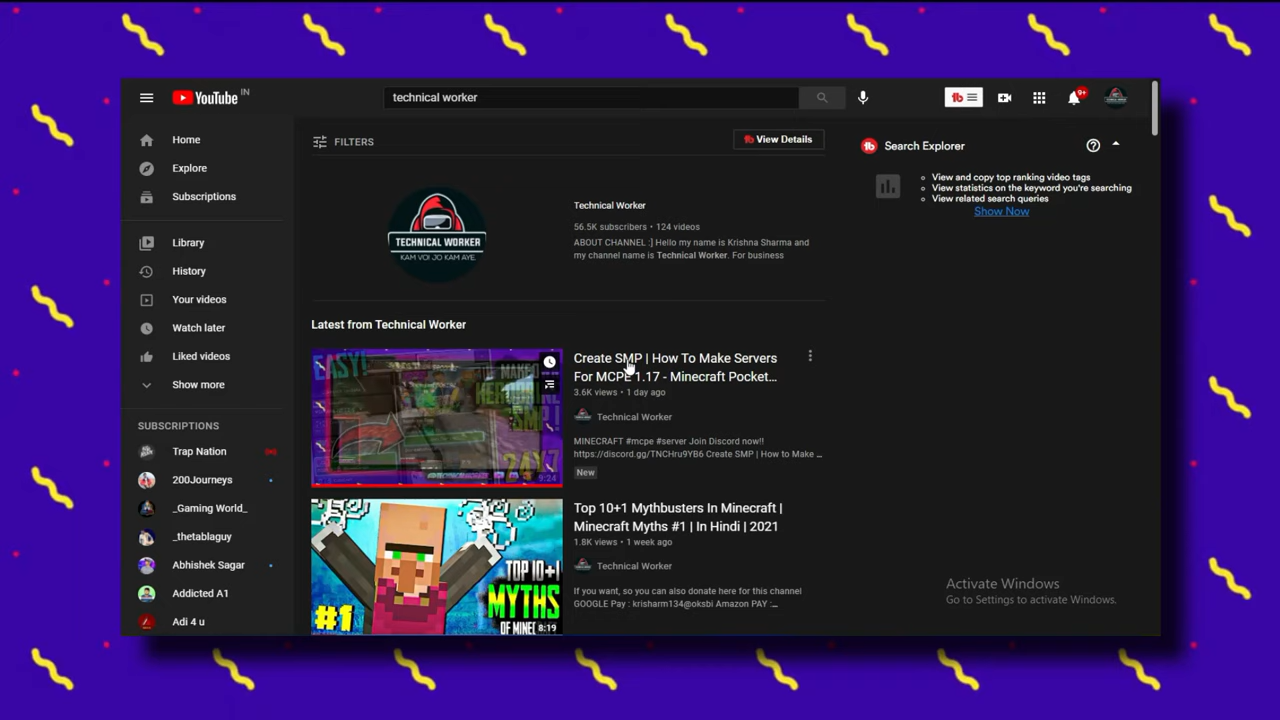 YouTube IN
technical worker
9+
Home
Explore
Subscriptions
Library
History
Your videos
Watch later
Liked videos
Show more
SUBSCRIPTIONS
Trap Nation
200Journeys
_Gaming World_
_thetablaguy
Abhishek Sagar
Addicted A1
Adi 4 u
FILTERS
View Details
TECHNICAL WORKER
KAM VOI JO KAM AYE.
Technical Worker
56.5K subscribers • 124 videos
ABOUT CHANNEL :] Hello my name is Krishna Sharma and
my channel name is Technical Worker. For business
Latest from Technical Worker
EASY!
SMP!
24X7
Create SMP | How To Make Servers
For MCPE 1.17 - Minecraft Pocket...
3.6K views • 1 day ago
Technical Worker
MINECRAFT #mcpe #server Join Discord now!!
https://discord.gg/TNCHru9YB6 Create SMP | How to Make ...
New
#1
TOP 10+1
MYTHS
8:19
Top 10+1 Mythbusters In Minecraft |
Minecraft Myths #1 | In Hindi | 2021
1.8K views • 1 week ago
Technical Worker
If you want, so you can also donate here for this channel
GOOGLE Pay : krisharm134@oksbi Amazon PAY :...
Search Explorer
View and copy top ranking video tags
View statistics on the keyword you're searching
View related search queries
Show Now
Activate Windows
Go to Settings to activate Windows.